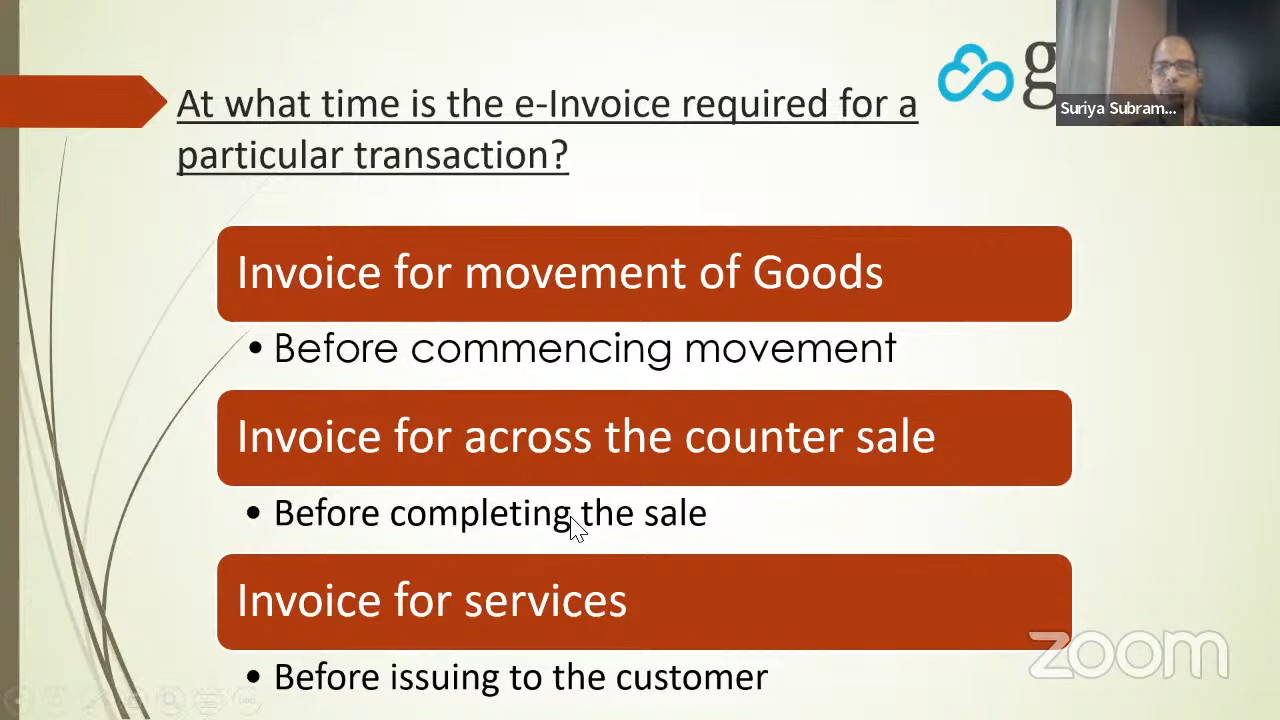 At what time is the e-Invoice required for a
particular transaction?
g
Suriya Subram...
Invoice for movement of Goods
• Before commencing movement
Invoice for across the counter sale
• Before completing the sale
Invoice for services
• Before issuing to the customer
zoom